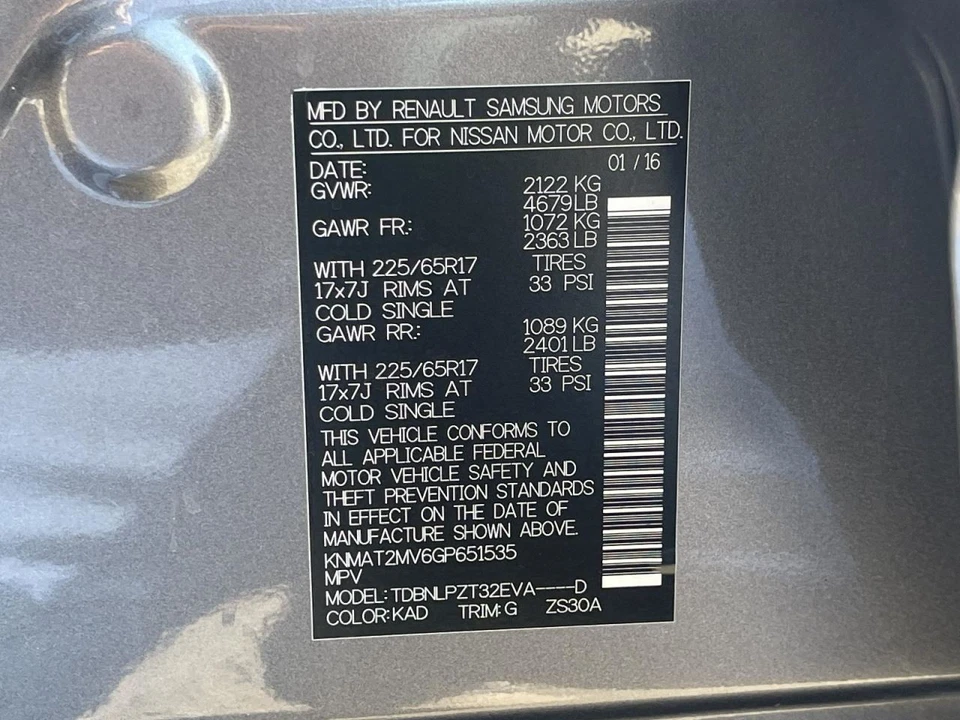 MFD BY RENAULT SAMSUNG MOTORS
CO., LTD. FOR NISSAN MOTOR CO., LTD.
DATE: 01 / 16
GVWR: 2122 KG
4679 LB
GAWR FR.: 1072 KG
2363 LB
WITH 225/65R17 TIRES
17x7J RIMS AT 33 PSI
COLD SINGLE
GAWR RR.: 1089 KG
2401 LB
WITH 225/65R17 TIRES
17x7J RIMS AT 33 PSI
COLD SINGLE
THIS VEHICLE CONFORMS TO
ALL APPLICABLE FEDERAL
MOTOR VEHICLE SAFETY AND
THEFT PREVENTION STANDARDS
IN EFFECT ON THE DATE OF
MANUFACTURE SHOWN ABOVE.
KNMAT2MV6GP651535
MPV
MODEL: TDBNLPZT32EVA----D
COLOR: KAD TRIM: G ZS30A